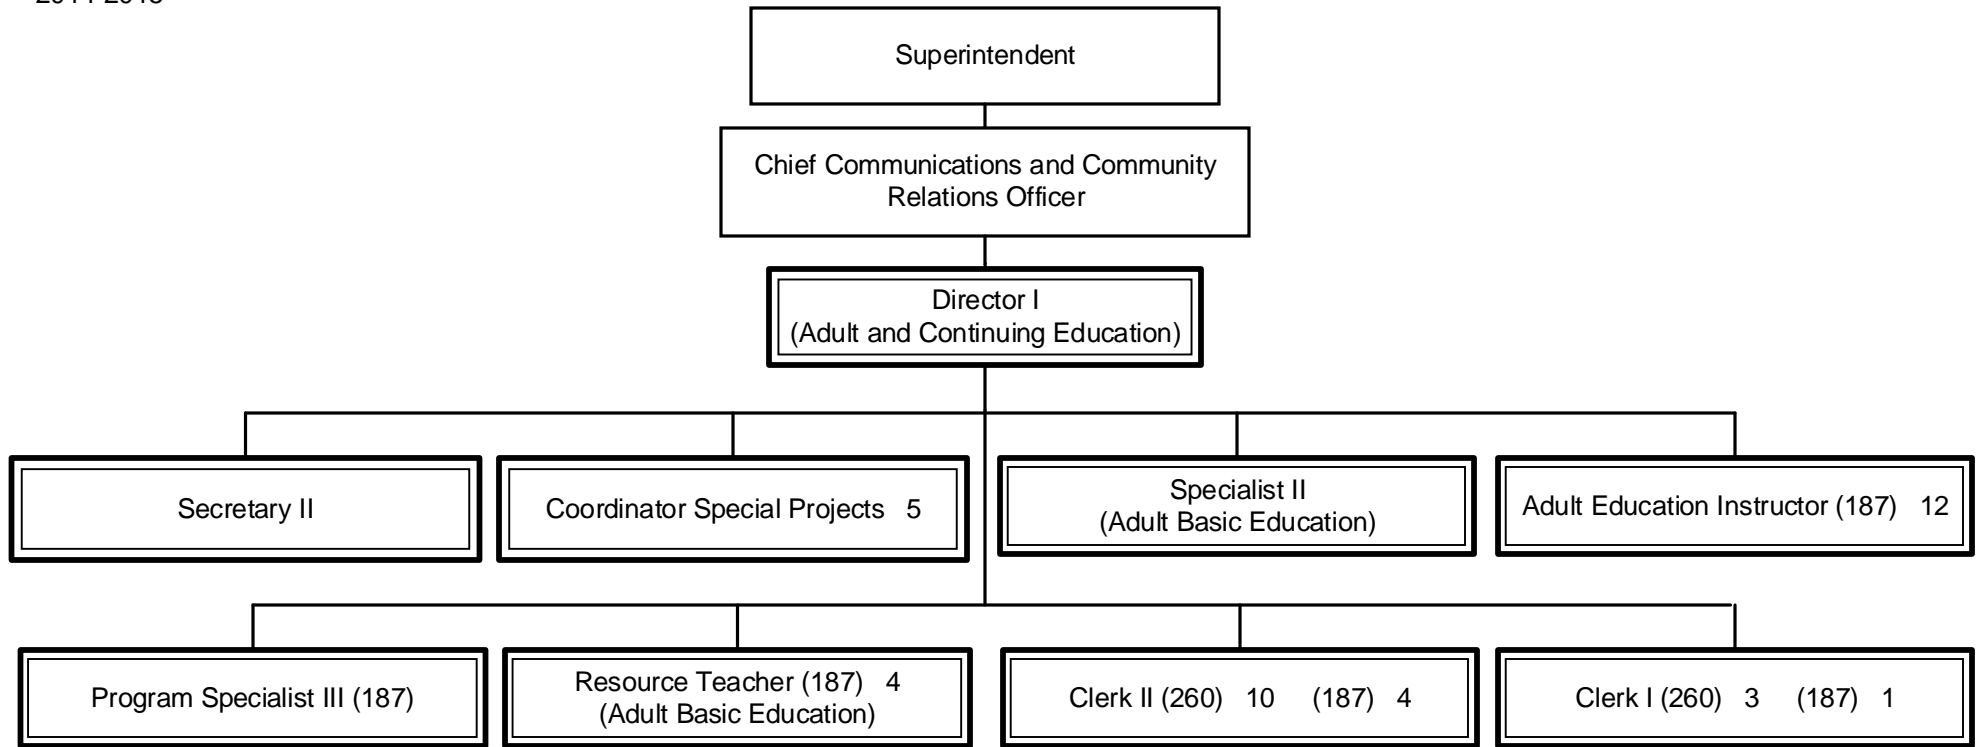 Superintendent
Chief Communications and Community
Relations Officer
Director I
(Adult and Continuing Education)
Secretary II
Coordinator Special Projects 5
Specialist II
(Adult Basic Education)
Adult Education Instructor (187) 12
Program Specialist III (187)
Resource Teacher (187) 4
(Adult Basic Education)
Clerk II (260) 10 (187) 4
Clerk I (260) 3 (187) 1